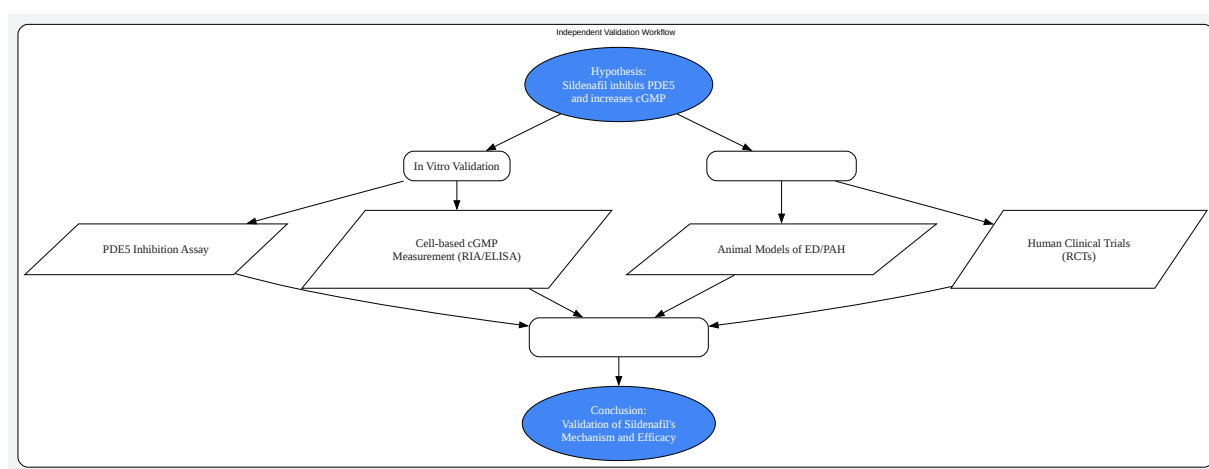 Independent Validation Workflow
Hypothesis:
Sildenafil inhibits PDE5
and increases cGMP
In Vitro Validation
PDE5 Inhibition Assay
Cell-based cGMP
Measurement (RIA/ELISA)
Animal Models of ED/PAH
Human Clinical Trials
(RCTs)
Conclusion:
Validation of Sildenafil's
Mechanism and Efficacy